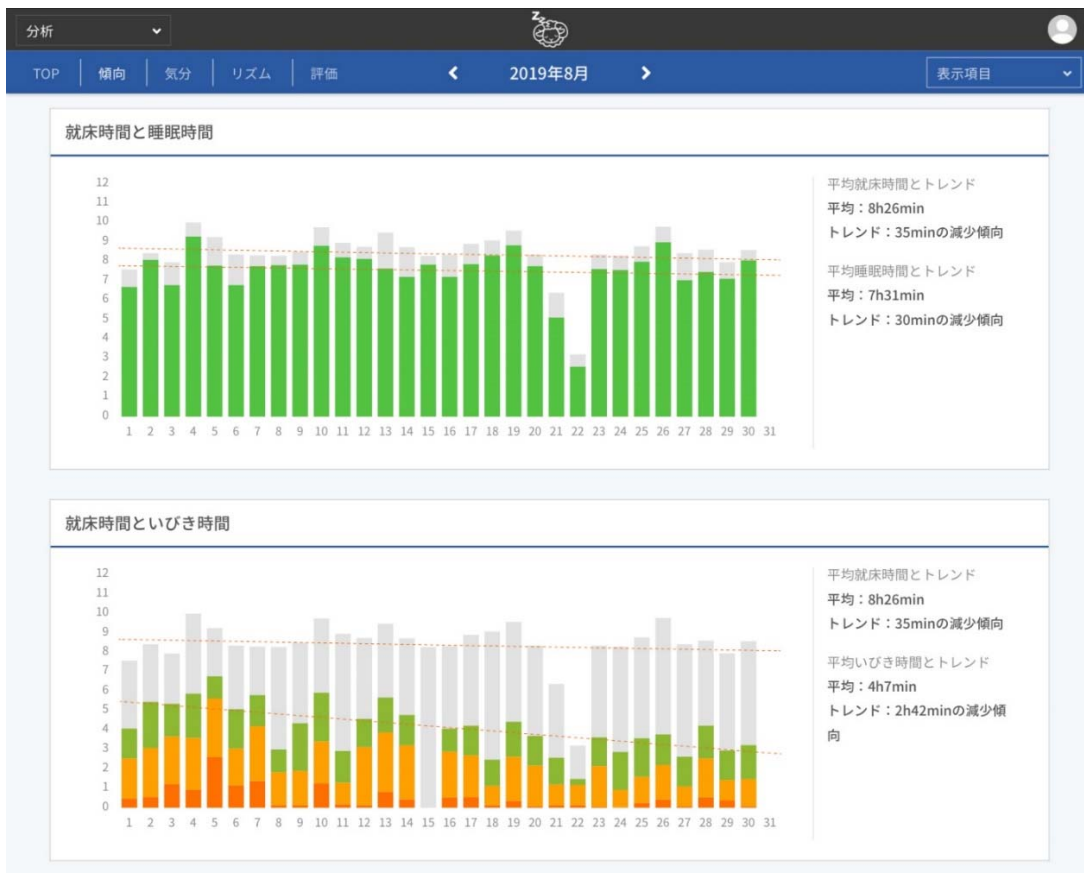 分析
zzz
TOP 傾向 気分 リズム 評価 2019年8月 表示項目
就床時間と睡眠時間
12
11
10
9
8
7
6
5
4
3
2
1
0
1 2 3 4 5 6 7 8 9 10 11 12 13 14 15 16 17 18 19 20 21 22 23 24 25 26 27 28 29 30 31
平均就床時間とトレンド
平均：8h26min
トレンド：35minの減少傾向
平均睡眠時間とトレンド
平均：7h31min
トレンド：30minの減少傾向
就床時間といびき時間
12
11
10
9
8
7
6
5
4
3
2
1
0
1 2 3 4 5 6 7 8 9 10 11 12 13 14 15 16 17 18 19 20 21 22 23 24 25 26 27 28 29 30 31
平均就床時間とトレンド
平均：8h26min
トレンド：35minの減少傾向
平均いびき時間とトレンド
平均：4h7min
トレンド：2h42minの減少傾
向